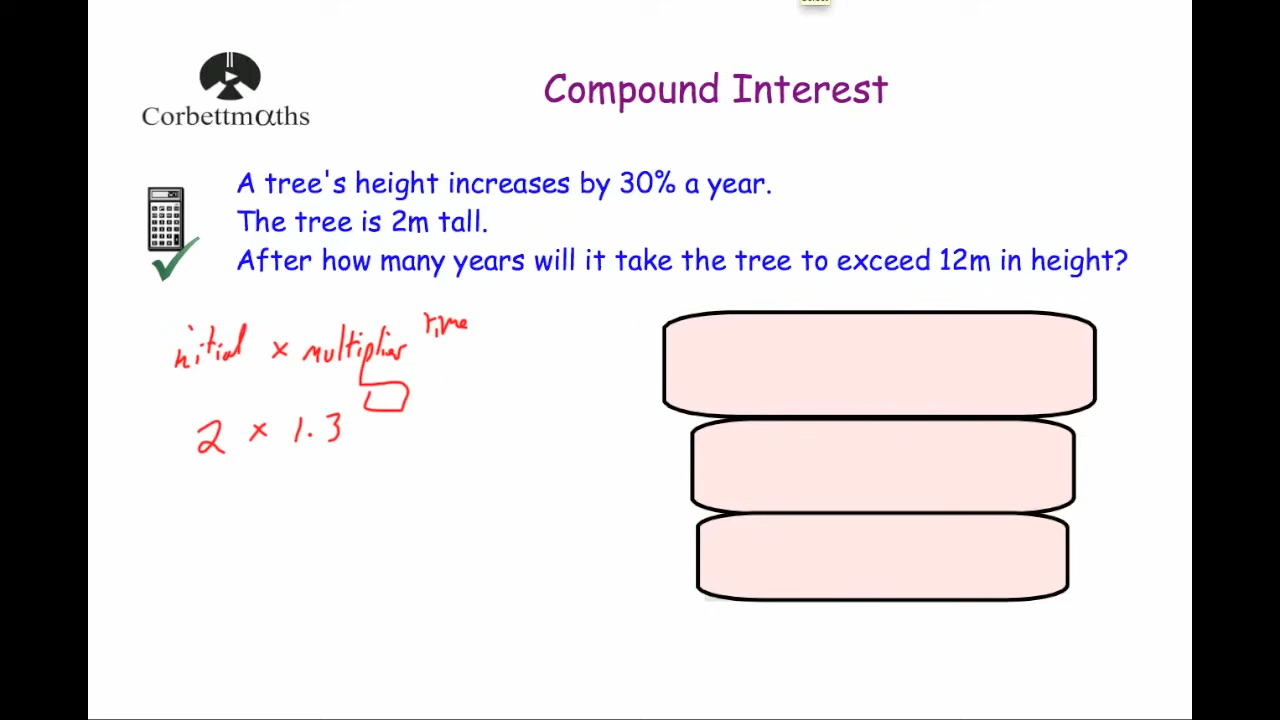 Compound Interest
Corbettmαths
A tree's height increases by 30% a year.
The tree is 2m tall.
After how many years will it take the tree to exceed 12m in height?
initial × multiplier time
2 × 1.3